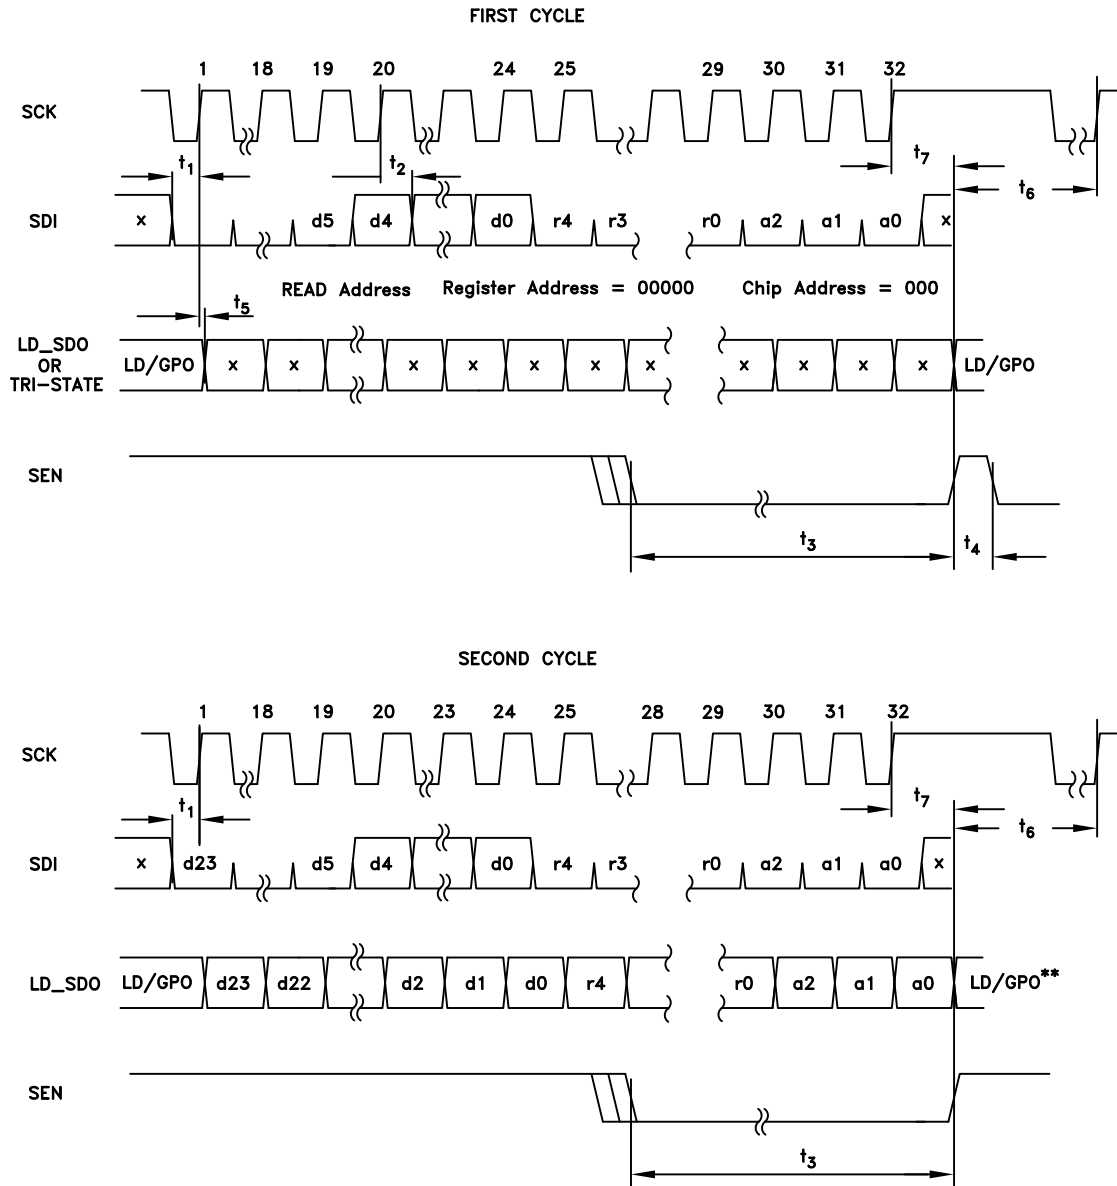 FIRST CYCLE
1 18 19 20 24 25 29 30 31 32
SCK
t1 t2 t7 t6
SDI x d5 d4 d0 r4 r3 r0 a2 a1 a0 x
READ Address Register Address = 00000 Chip Address = 000
t5
LD_SDO
OR
TRI-STATE
LD/GPO x x x x x x x x x x x LD/GPO
SEN
t3 t4
SECOND CYCLE
1 18 19 20 23 24 25 28 29 30 31 32
SCK
t1 t7 t6
SDI x d23 d5 d4 d0 r4 r3 r0 a2 a1 a0 x
LD_SDO LD/GPO d23 d22 d2 d1 d0 r4 r0 a2 a1 a0 LD/GPO**
SEN
t3